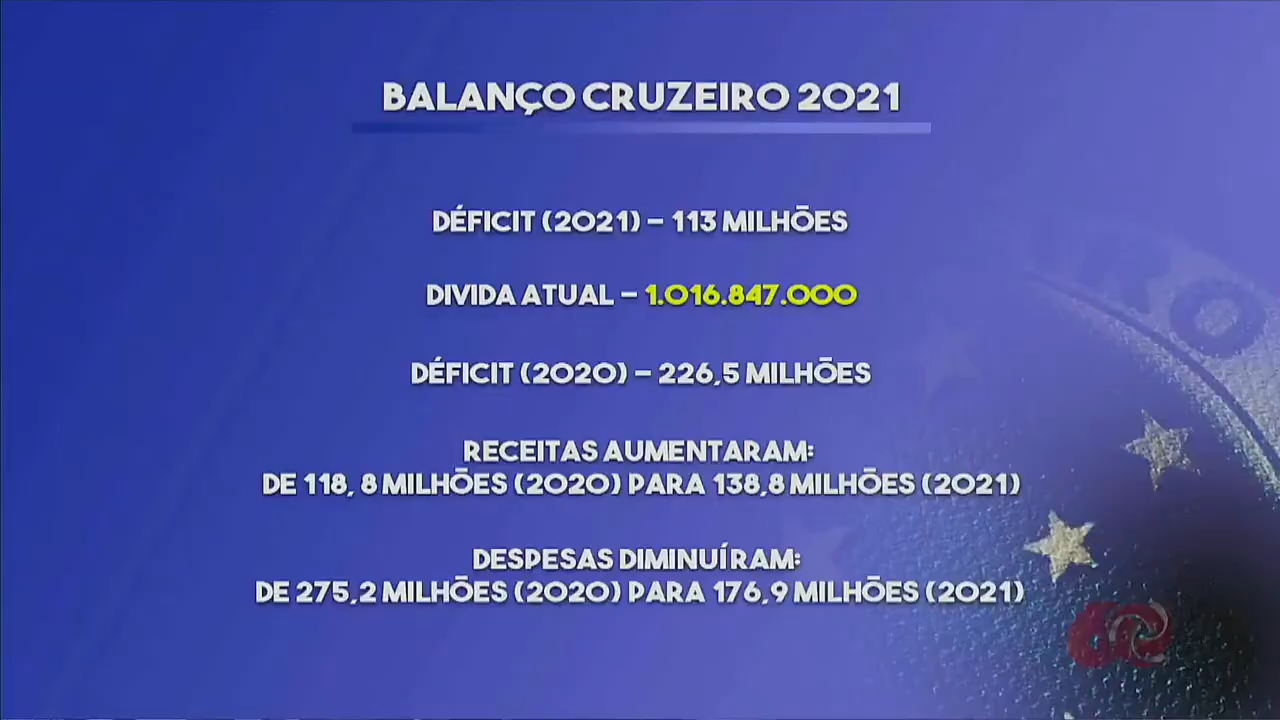 BALANÇO CRUZEIRO 2021
DÉFICIT (2021) – 113 MILHÕES
DIVIDA ATUAL – 1.016.847.000
DÉFICIT (2020) – 226,5 MILHÕES
RECEITAS AUMENTARAM:
DE 118, 8 MILHÕES (2020) PARA 138,8 MILHÕES (2021)
DESPESAS DIMINUÍRAM:
DE 275,2 MILHÕES (2020) PARA 176,9 MILHÕES (2021)